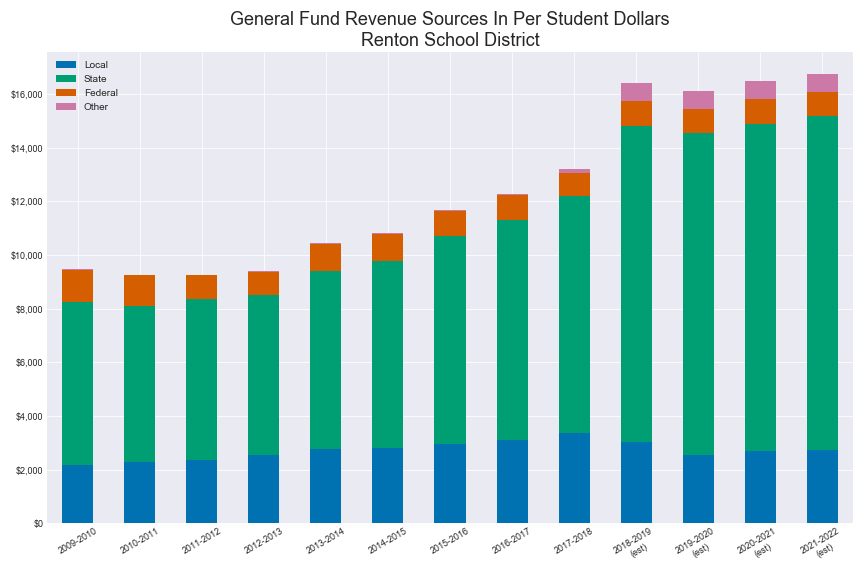 General Fund Revenue Sources In Per Student Dollars
Renton School District
Local
State
Federal
Other
$16,000
$14,000
$12,000
$10,000
$8,000
$6,000
$4,000
$2,000
$0
2009-2010
2010-2011
2011-2012
2012-2013
2013-2014
2014-2015
2015-2016
2016-2017
2017-2018
2018-2019
(est)
2019-2020
(est)
2020-2021
(est)
2021-2022
(est)